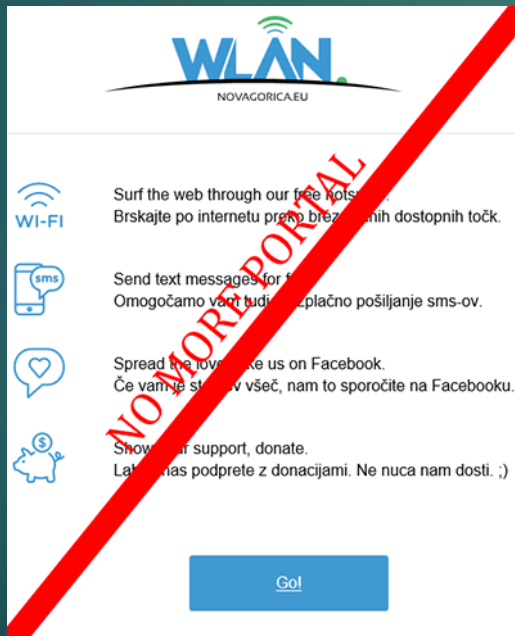 WLAN.
NOVAGORICA.EU
WI-FI
Surf the web through our free
Brskajte po internetu preko dostopnih točk.
sms
Send text messages for
Omogočamo pošiljanje sms-ov.
Spread us on Facebook.
Če vam je všeč, nam to sporočite na Facebooku.
$
Show support, donate.
nas podprete z donacijami. Ne nuca nam dosti. ;)
NO MORE PORTAL
Go!